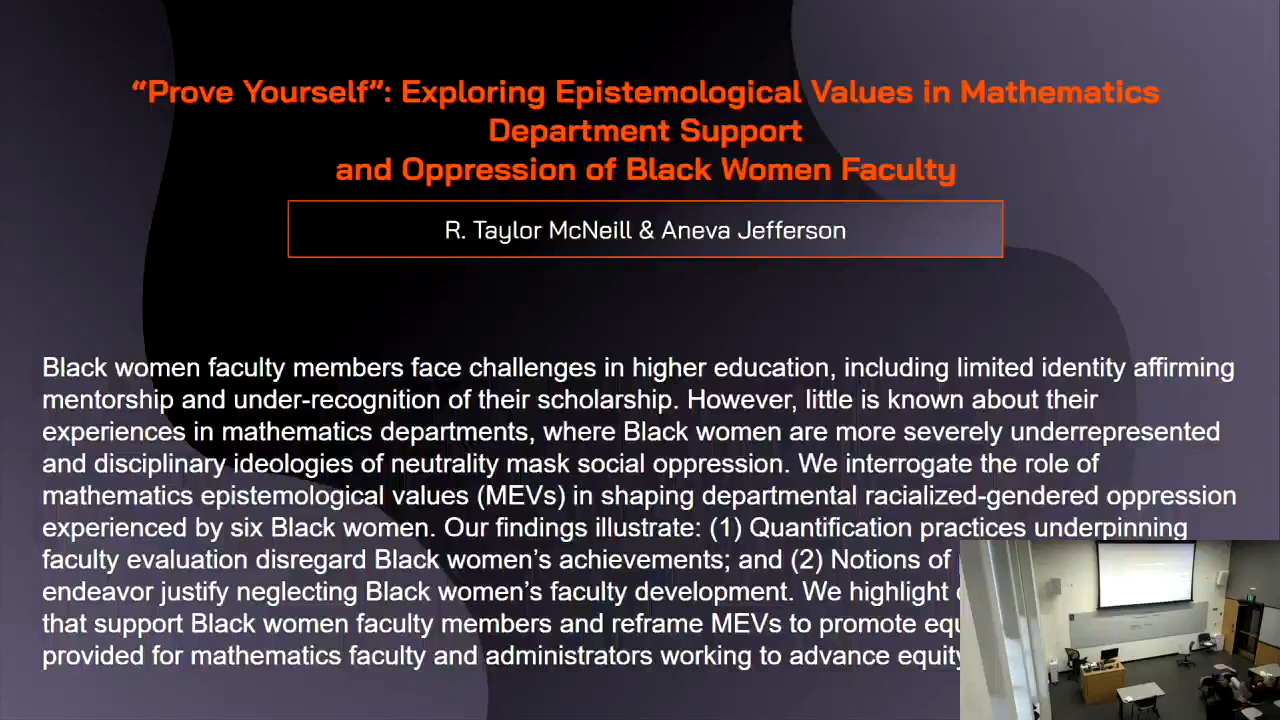 “Prove Yourself”: Exploring Epistemological Values in Mathematics
Department Support
and Oppression of Black Women Faculty
R. Taylor McNeill & Aneva Jefferson
Black women faculty members face challenges in higher education, including limited identity affirming
mentorship and under-recognition of their scholarship. However, little is known about their
experiences in mathematics departments, where Black women are more severely underrepresented
and disciplinary ideologies of neutrality mask social oppression. We interrogate the role of
mathematics epistemological values (MEVs) in shaping departmental racialized-gendered oppression
experienced by six Black women. Our findings illustrate: (1) Quantification practices underpinning
faculty evaluation disregard Black women’s achievements; and (2) Notions of
endeavor justify neglecting Black women’s faculty development. We highlight
that support Black women faculty members and reframe MEVs to promote
provided for mathematics faculty and administrators working to advance equity